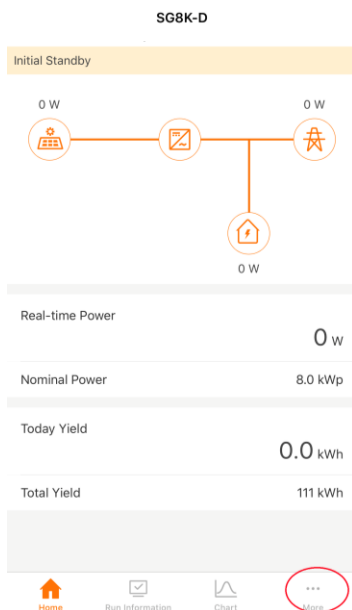 SG8K-D
Initial Standby
0 W
0 W
0 W
Real-time Power
0 W
Nominal Power
8.0 kWp
Today Yield
0.0 kWh
Total Yield
111 kWh
Home
Run Information
Chart
More